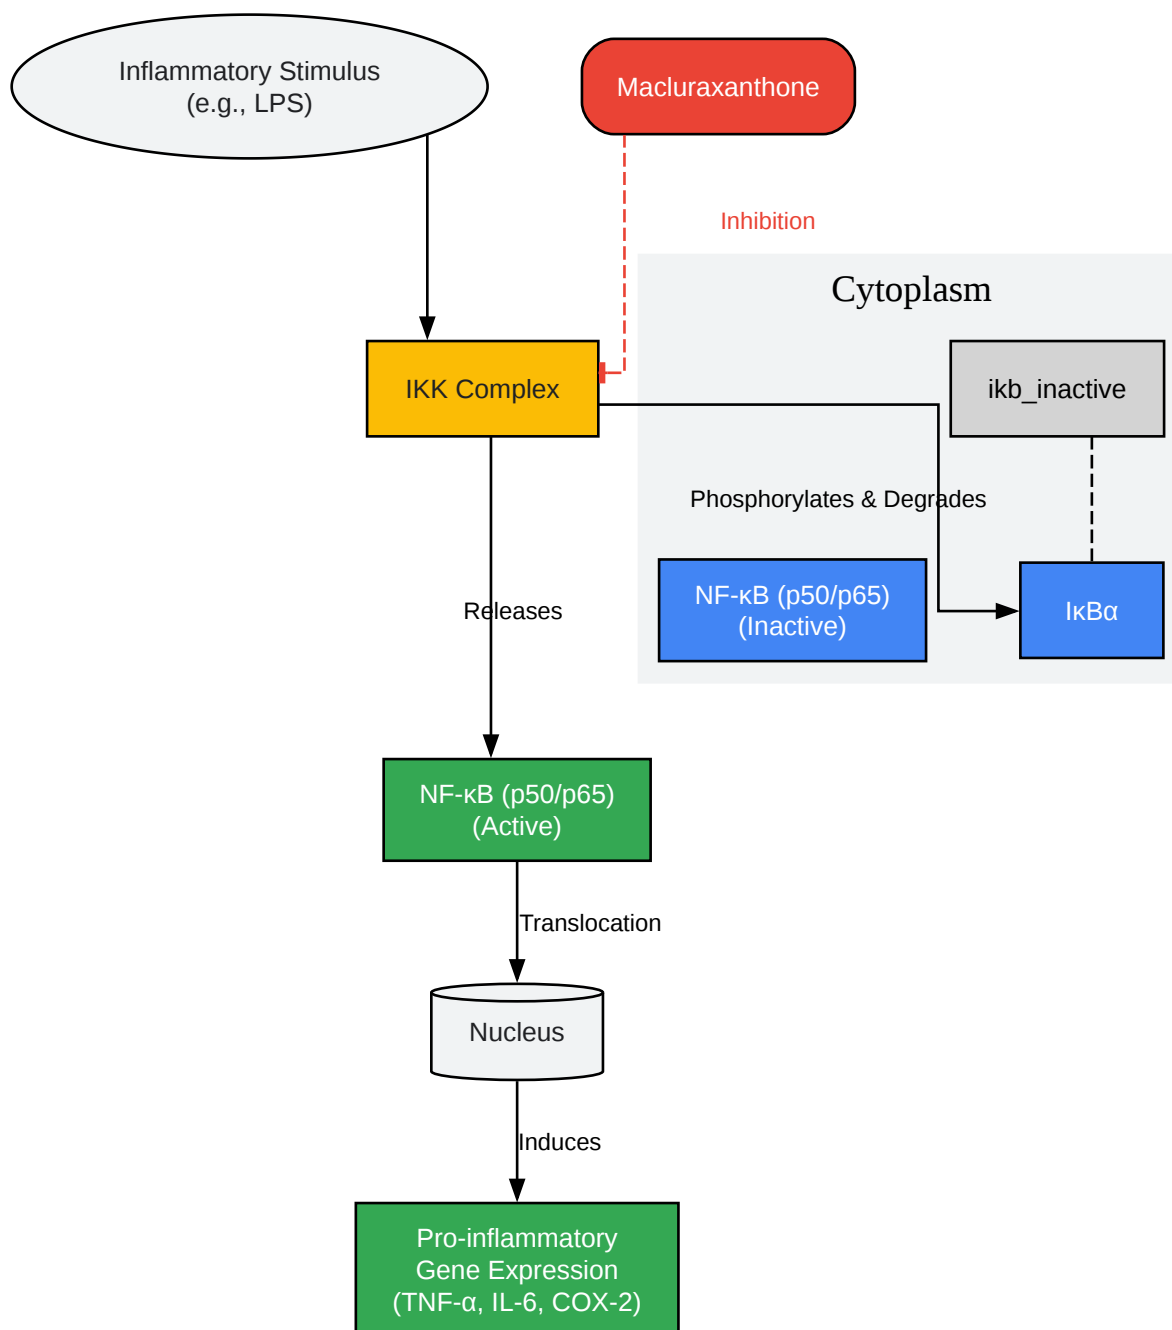 Inflammatory Stimulus
(e.g., LPS)
Macluraxanthone
Inhibition
Cytoplasm
IKK Complex
ikb_inactive
Phosphorylates & Degrades
NF-κB (p50/p65)
(Inactive)
IκBα
Releases
NF-κB (p50/p65)
(Active)
Translocation
Nucleus
Induces
Pro-inflammatory
Gene Expression
(TNF-α, IL-6, COX-2)